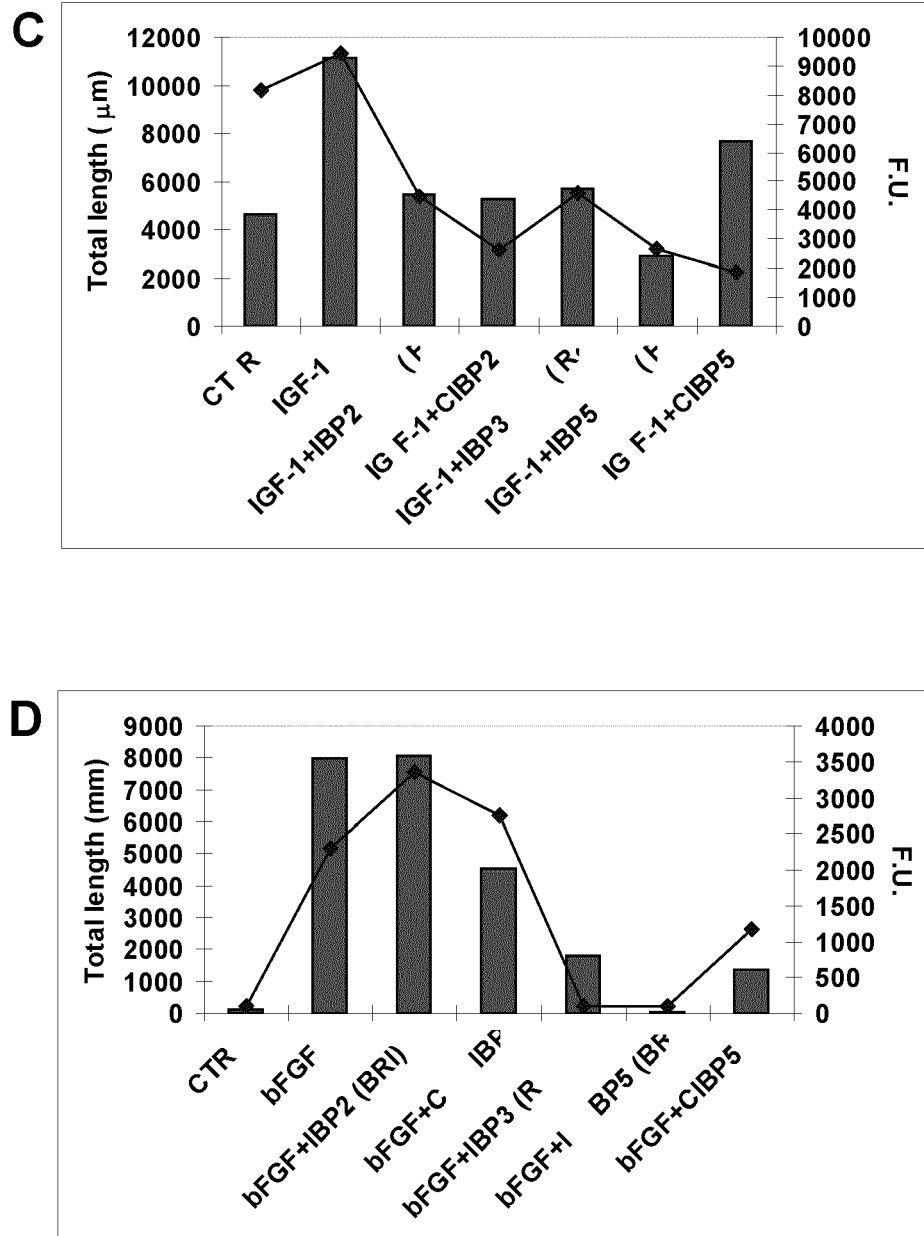 C
Total length ( μm)
12000
10000
8000
6000
4000
2000
0
10000
9000
8000
7000
6000
5000
4000
3000
2000
1000
0
F.U.
CT R
IGF-1
IGF-1+IBP2 (
IG F-1+CIBP2
IGF-1+IBP3 (R
IGF-1+IBP5 (
IG F-1+CIBP5
D
Total length (mm)
9000
8000
7000
6000
5000
4000
3000
2000
1000
0
4000
3500
3000
2500
2000
1500
1000
500
0
F.U.
CTR
bFGF
bFGF+IBP2 (BRI)
bFGF+C IBP
bFGF+IBP3 (R
bFGF+I BP5 (BR
bFGF+CIBP5